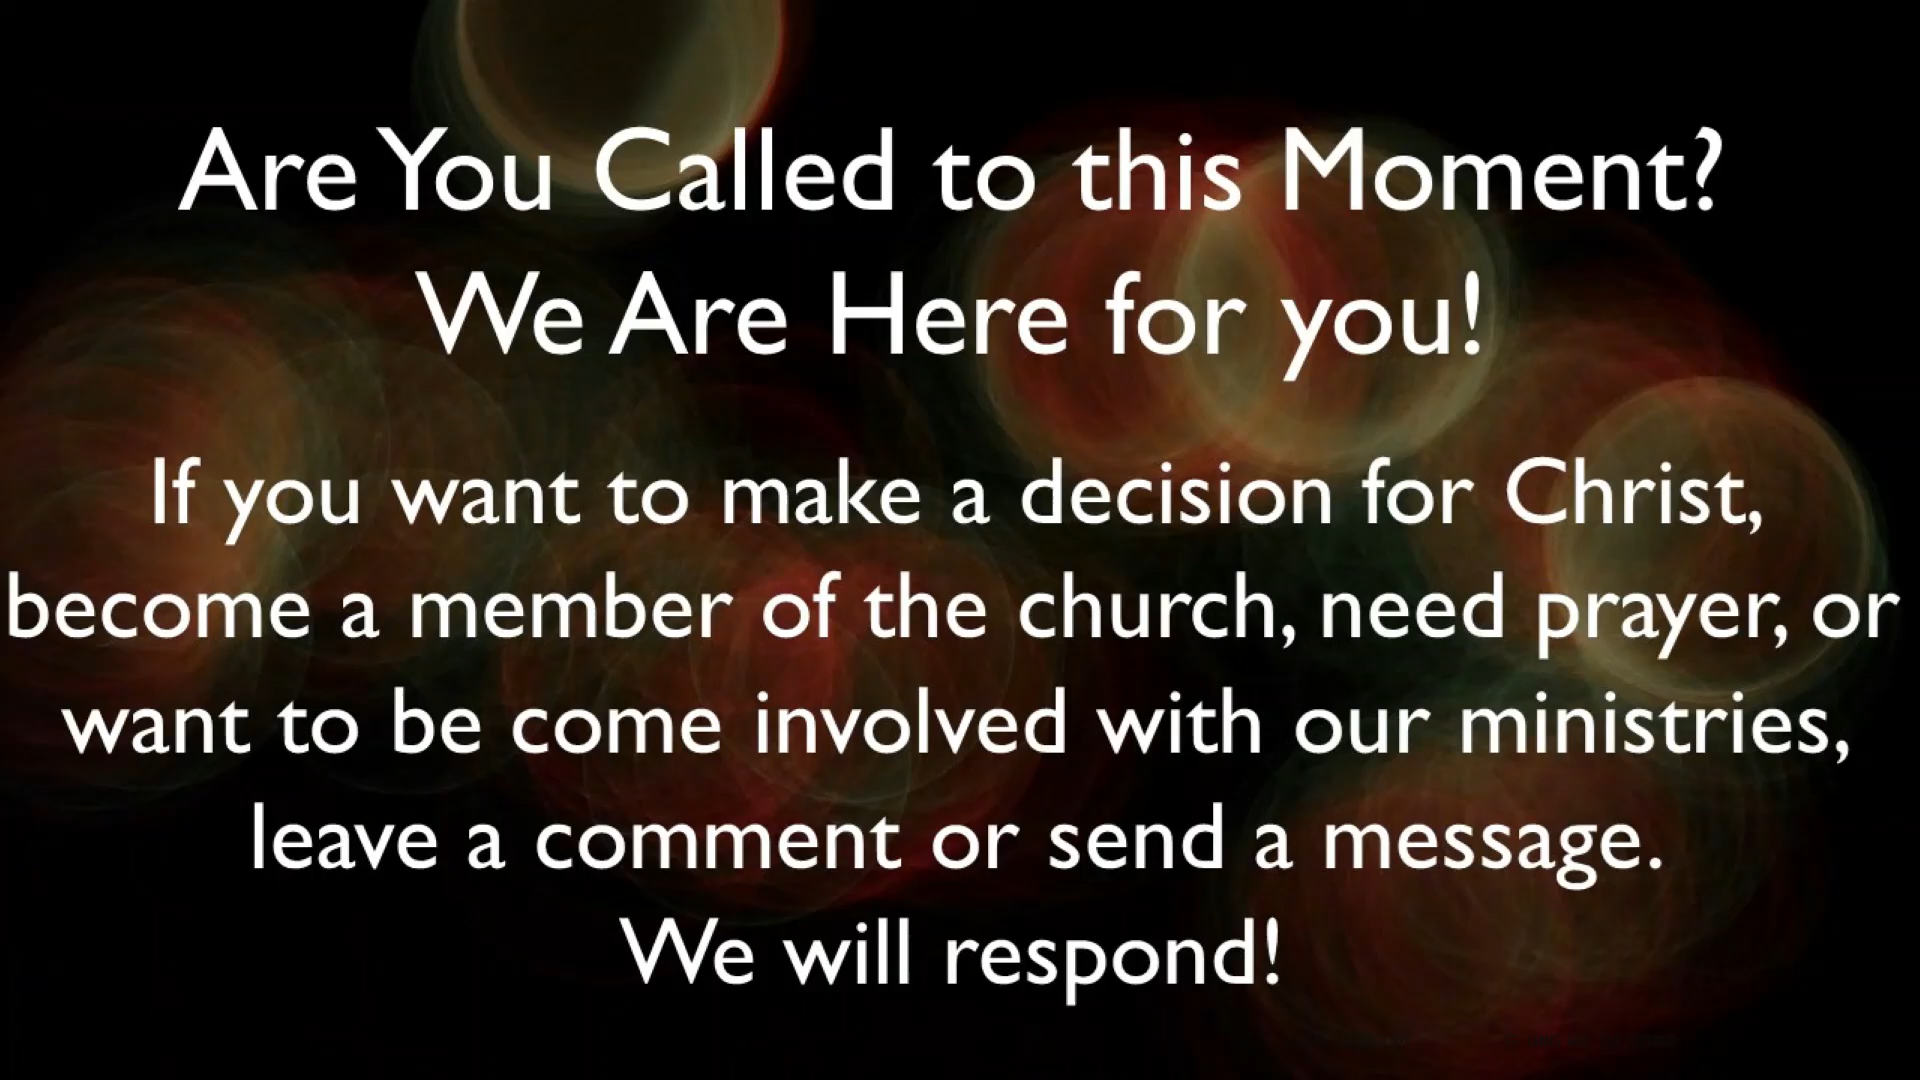 Are You Called to this Moment?
We Are Here for you!
If you want to make a decision for Christ,
become a member of the church, need prayer, or
want to be come involved with our ministries,
leave a comment or send a message.
We will respond!